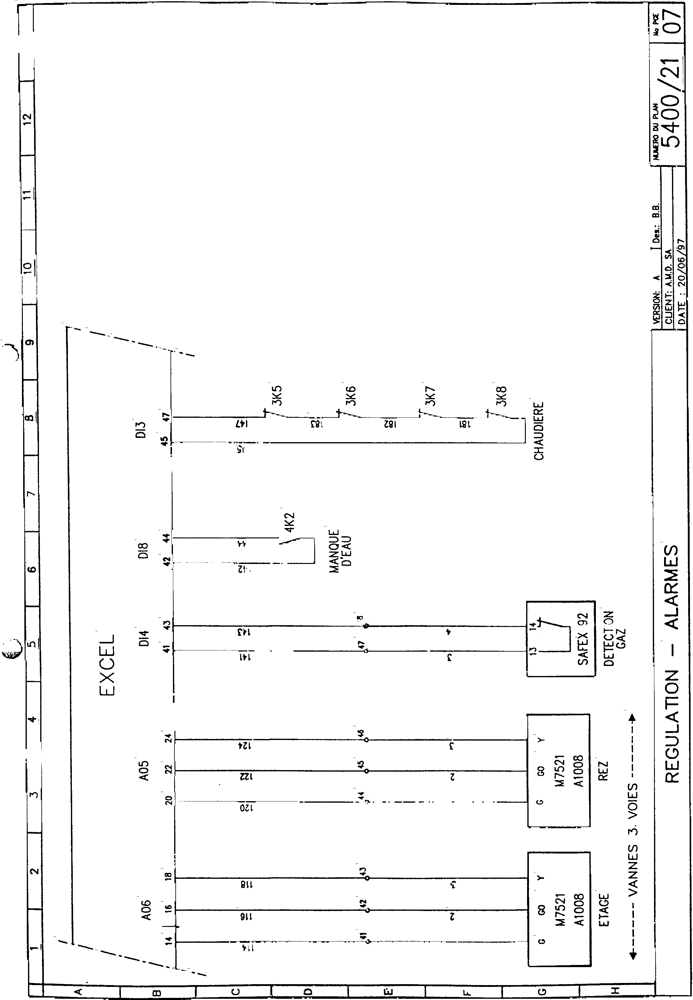 1 2 3 4 5 6 7 8 9 10 11 12
A
B
C
D
E
F
G
H
EXCEL
A06 A05 DI4 DI8 DI3
14 16 18 20 22 24 41 43 42 44 45 47
114 116 118 120 122 124 141 143 44 147
3K5
4K2
183
MANQUE
D'EAU
3K6
41 42 43 44 45 46 47
182
3K7
2 2 3 3 4 181
3K8
G G0 Y G G0 Y 13 14
CHAUDIERE
M7521 M7521
A1008 A1008 SAFEX 92
ETAGE REZ DETECTION
GAZ
VANNES 3. VOIES
REGULATION - ALARMES
VERSION: A Des.: B.B.
CLIENT: A.M.D. SA
DATE : 20/06/97
NUMERO DU PLAN
5400/21
No PGE
07